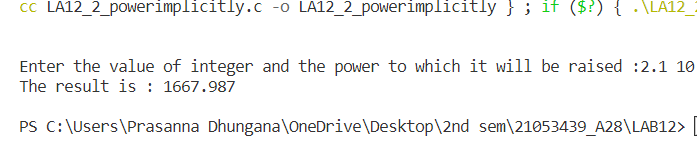 cc LA12_2_powerimplicitly.c -o LA12_2_powerimplicitly } ; if ($?) { .\LA12_
Enter the value of integer and the power to which it will be raised :2.1 10
The result is : 1667.987
PS C:\Users\Prasanna Dhungana\OneDrive\Desktop\2nd sem\21053439_A28\LAB12>